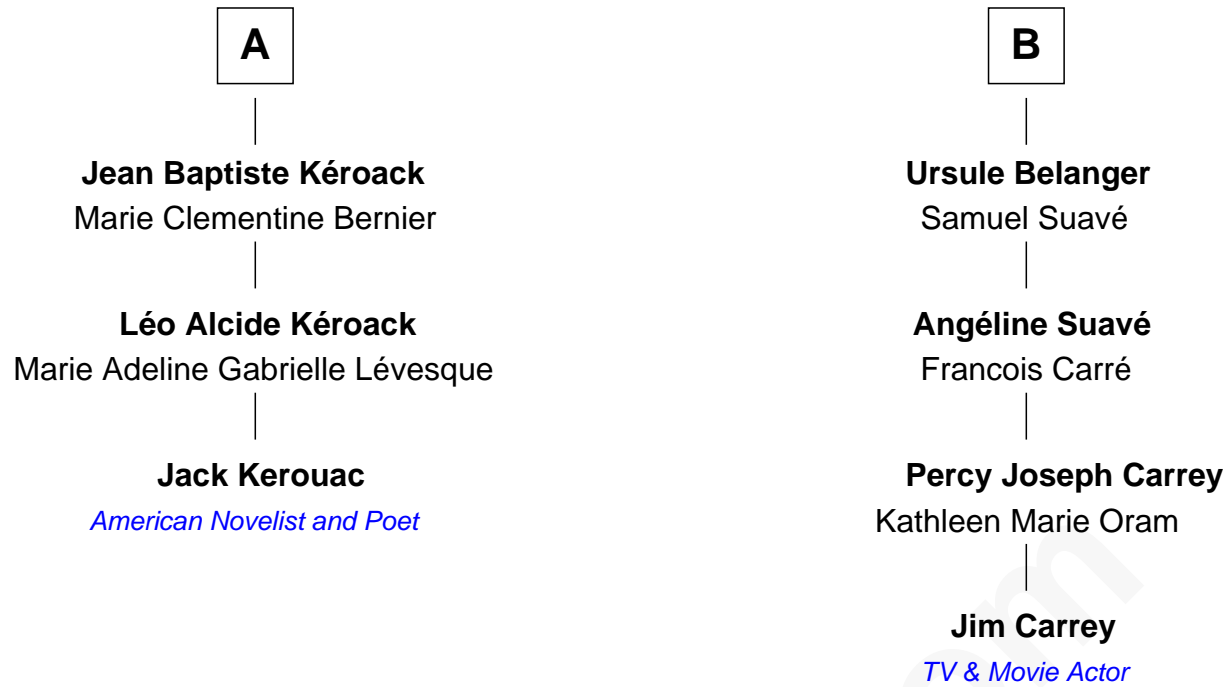 A
Jean Baptiste Kéroack
Marie Clementine Bernier
Léo Alcide Kéroack
Marie Adeline Gabrielle Lévesque
Jack Kerouac
American Novelist and Poet
B
Ursule Belanger
Samuel Suavé
Angéline Suavé
Francois Carré
Percy Joseph Carrey
Kathleen Marie Oram
Jim Carrey
TV & Movie Actor